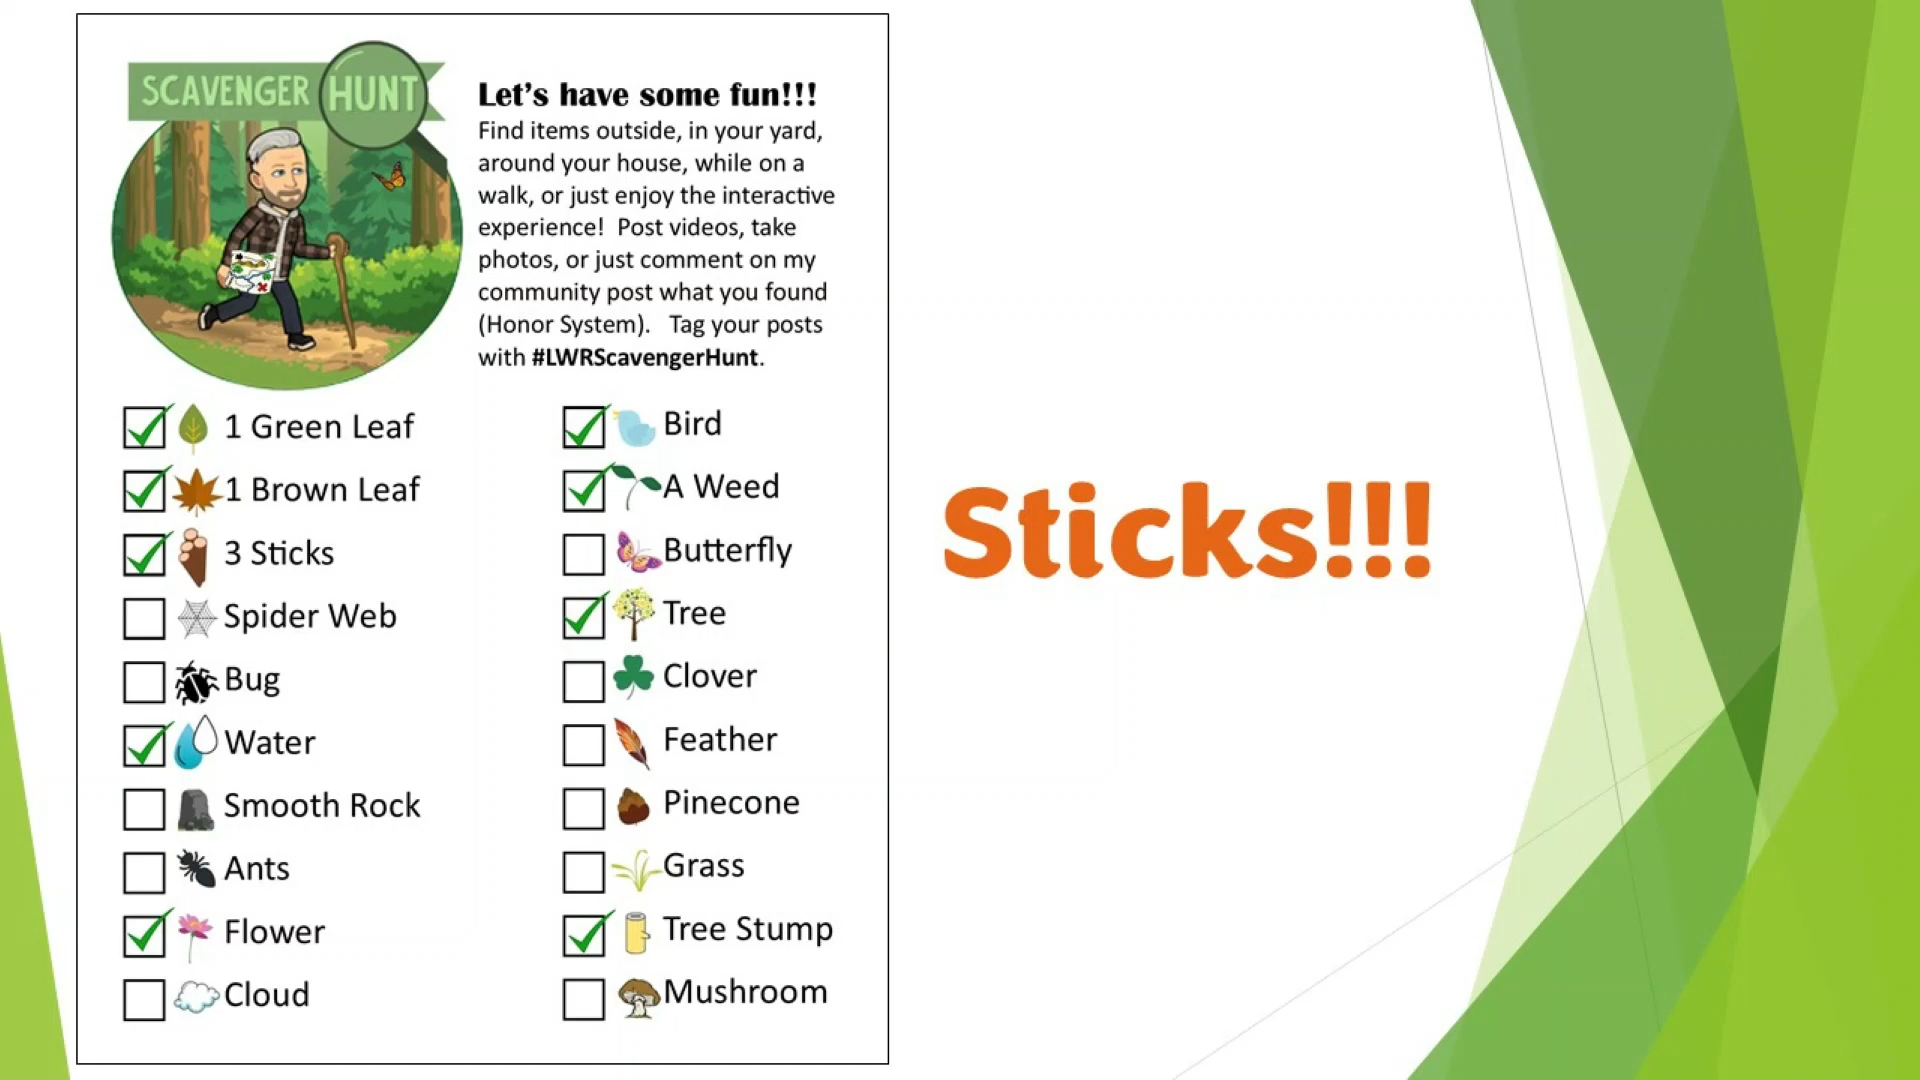 SCAVENGER HUNT
Let’s have some fun!!!
Find items outside, in your yard,
around your house, while on a
walk, or just enjoy the interactive
experience!  Post videos, take
photos, or just comment on my
community post what you found
(Honor System).   Tag your posts
with #LWRScavengerHunt.
1 Green Leaf
1 Brown Leaf
3 Sticks
Spider Web
Bug
Water
Smooth Rock
Ants
Flower
Cloud
Bird
A Weed
Butterfly
Tree
Clover
Feather
Pinecone
Grass
Tree Stump
Mushroom
Sticks!!!